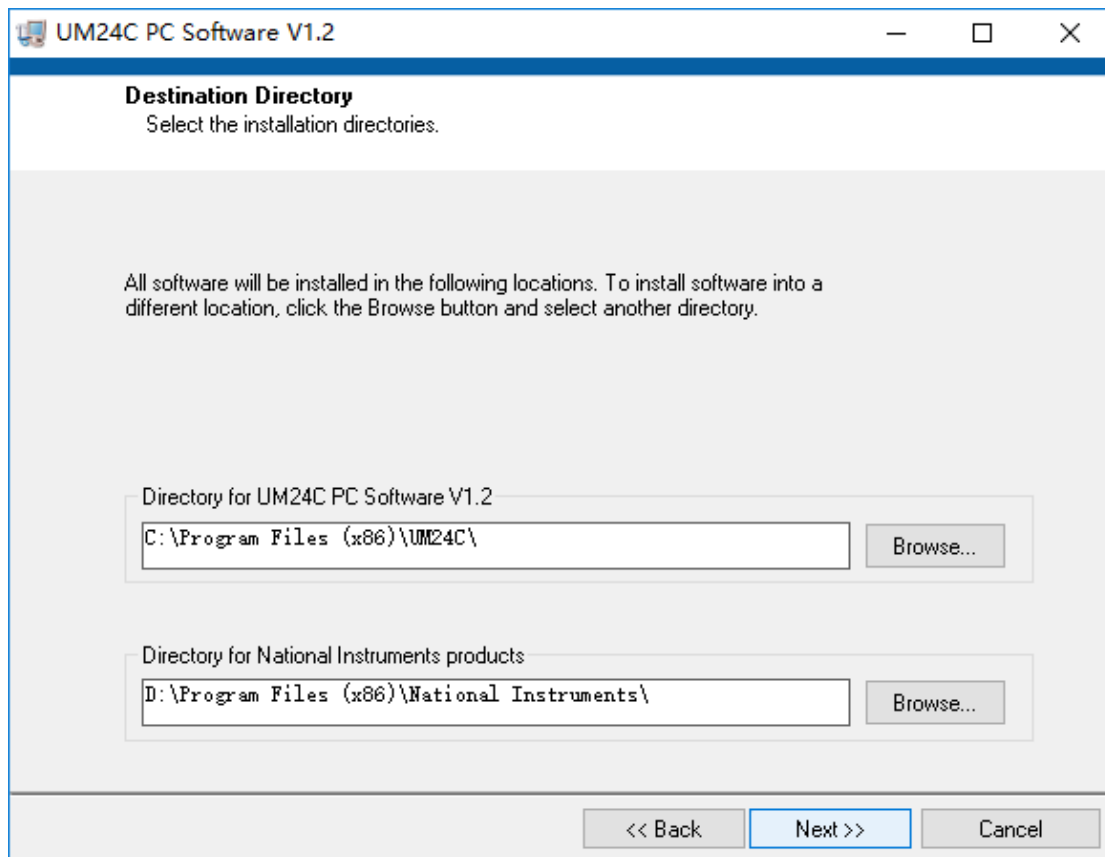 UM24C PC Software V1.2
Destination Directory
Select the installation directories.
All software will be installed in the following locations. To install software into a
different location, click the Browse button and select another directory.
Directory for UM24C PC Software V1.2
C:\Program Files (x86)\UM24C\
Browse...
Directory for National Instruments products
D:\Program Files (x86)\National Instruments\
Browse...
<< Back
Next >>
Cancel